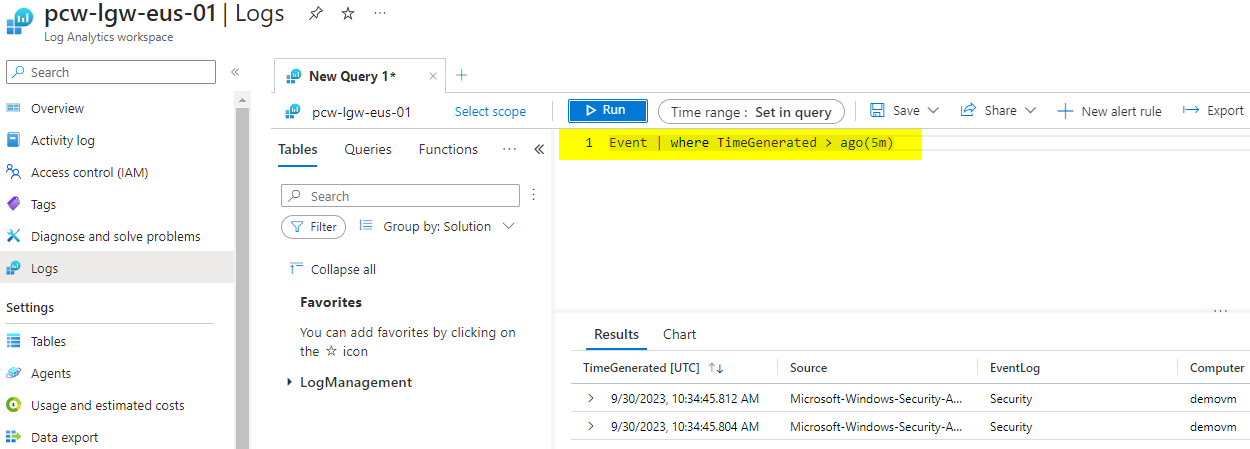 pcw-lgw-eus-01 | Logs
Log Analytics workspace
Search
Overview
Activity log
Access control (IAM)
Tags
Diagnose and solve problems
Logs
Settings
Tables
Agents
Usage and estimated costs
Data export
New Query 1*
pcw-lgw-eus-01
Select scope
Run
Time range : Set in query
Save
Share
New alert rule
Export
Tables
Queries
Functions
Search
Filter
Group by: Solution
Collapse all
Favorites
You can add favorites by clicking on
the ☆ icon
LogManagement
1 Event | where TimeGenerated > ago(5m)
Results
Chart
TimeGenerated [UTC] Source EventLog Computer
9/30/2023, 10:34:45.812 AM Microsoft-Windows-Security-A... Security demovm
9/30/2023, 10:34:45.804 AM Microsoft-Windows-Security-A... Security demovm